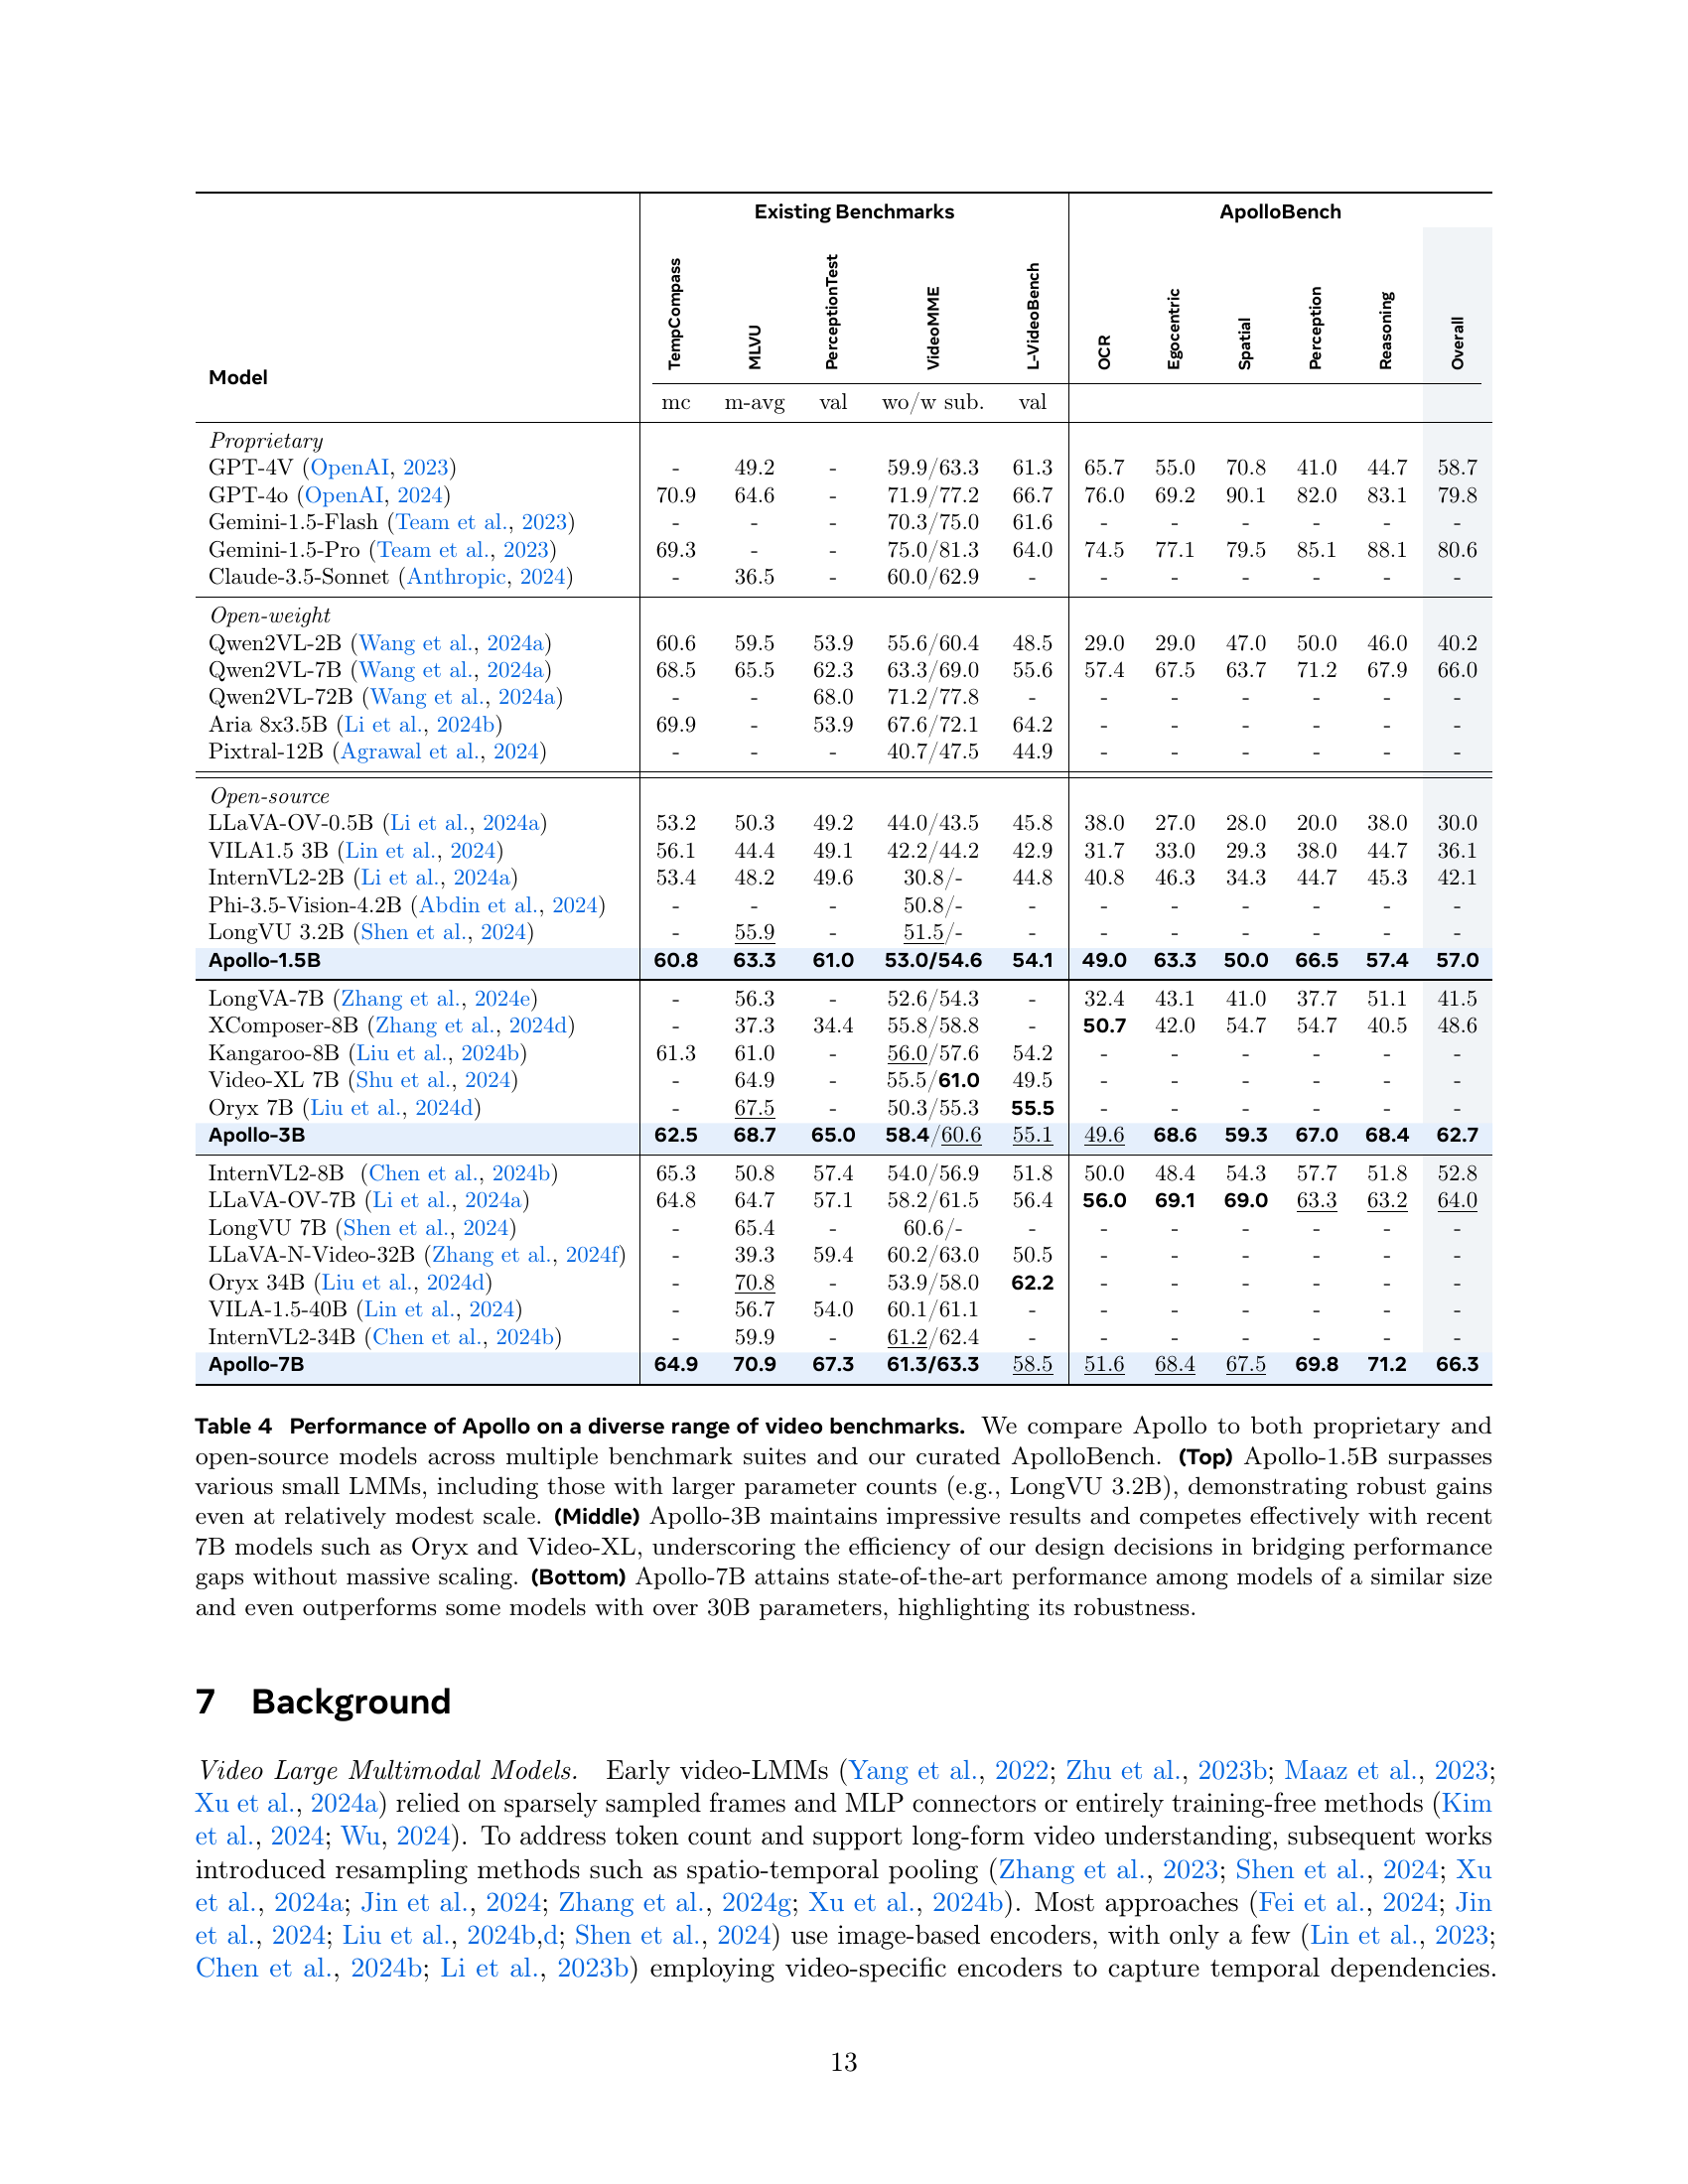 Existing Benchmarks ApolloBench
Model TempCompass MLVU PerceptionTest VideoMME L-VideoBench OCR Egocentric Spatial Perception Reasoning Overall
mc m-avg val wo/w sub. val
Proprietary
GPT-4V (OpenAI, 2023) - 49.2 - 59.9/63.3 61.3 65.7 55.0 70.8 41.0 44.7 58.7
GPT-4o (OpenAI, 2024) 70.9 64.6 - 71.9/77.2 66.7 76.0 69.2 90.1 82.0 83.1 79.8
Gemini-1.5-Flash (Team et al., 2023) - - - 70.3/75.0 61.6 - - - - - -
Gemini-1.5-Pro (Team et al., 2023) 69.3 - - 75.0/81.3 64.0 74.5 77.1 79.5 85.1 88.1 80.6
Claude-3.5-Sonnet (Anthropic, 2024) - 36.5 - 60.0/62.9 - - - - - - -
Open-weight
Qwen2VL-2B (Wang et al., 2024a) 60.6 59.5 53.9 55.6/60.4 48.5 29.0 29.0 47.0 50.0 46.0 40.2
Qwen2VL-7B (Wang et al., 2024a) 68.5 65.5 62.3 63.3/69.0 55.6 57.4 67.5 63.7 71.2 67.9 66.0
Qwen2VL-72B (Wang et al., 2024a) - - 68.0 71.2/77.8 - - - - - - -
Aria 8x3.5B (Li et al., 2024b) 69.9 - 53.9 67.6/72.1 64.2 - - - - - -
Pixtral-12B (Agrawal et al., 2024) - - - 40.7/47.5 44.9 - - - - - -
Open-source
LLaVA-OV-0.5B (Li et al., 2024a) 53.2 50.3 49.2 44.0/43.5 45.8 38.0 27.0 28.0 20.0 38.0 30.0
VILA1.5 3B (Lin et al., 2024) 56.1 44.4 49.1 42.2/44.2 42.9 31.7 33.0 29.3 38.0 44.7 36.1
InternVL2-2B (Li et al., 2024a) 53.4 48.2 49.6 30.8/- 44.8 40.8 46.3 34.3 44.7 45.3 42.1
Phi-3.5-Vision-4.2B (Abdin et al., 2024) - - - 50.8/- - - - - - - -
LongVU 3.2B (Shen et al., 2024) - 55.9 - 51.5/- - - - - - - -
Apollo-1.5B 60.8 63.3 61.0 53.0/54.6 54.1 49.0 63.3 50.0 66.5 57.4 57.0
LongVA-7B (Zhang et al., 2024e) - 56.3 - 52.6/54.3 - 32.4 43.1 41.0 37.7 51.1 41.5
XComposer-8B (Zhang et al., 2024d) - 37.3 34.4 55.8/58.8 - 50.7 42.0 54.7 54.7 40.5 48.6
Kangaroo-8B (Liu et al., 2024b) 61.3 61.0 - 56.0/57.6 54.2 - - - - - -
Video-XL 7B (Shu et al., 2024) - 64.9 - 55.5/61.0 49.5 - - - - - -
Oryx 7B (Liu et al., 2024d) - 67.5 - 50.3/55.3 55.5 - - - - - -
Apollo-3B 62.5 68.7 65.0 58.4/60.6 55.1 49.6 68.6 59.3 67.0 68.4 62.7
InternVL2-8B (Chen et al., 2024b) 65.3 50.8 57.4 54.0/56.9 51.8 50.0 48.4 54.3 57.7 51.8 52.8
LLaVA-OV-7B (Li et al., 2024a) 64.8 64.7 57.1 58.2/61.5 56.4 56.0 69.1 69.0 63.3 63.2 64.0
LongVU 7B (Shen et al., 2024) - 65.4 - 60.6/- - - - - - - -
LLaVA-N-Video-32B (Zhang et al., 2024f) - 39.3 59.4 60.2/63.0 50.5 - - - - - -
Oryx 34B (Liu et al., 2024d) - 70.8 - 53.9/58.0 62.2 - - - - - -
VILA-1.5-40B (Lin et al., 2024) - 56.7 54.0 60.1/61.1 - - - - - - -
InternVL2-34B (Chen et al., 2024b) - 59.9 - 61.2/62.4 - - - - - - -
Apollo-7B 64.9 70.9 67.3 61.3/63.3 58.5 51.6 68.4 67.5 69.8 71.2 66.3
Table 4 Performance of Apollo on a diverse range of video benchmarks. We compare Apollo to both proprietary and
open-source models across multiple benchmark suites and our curated ApolloBench. (Top) Apollo-1.5B surpasses
various small LMMs, including those with larger parameter counts (e.g., LongVU 3.2B), demonstrating robust gains
even at relatively modest scale. (Middle) Apollo-3B maintains impressive results and competes effectively with recent
7B models such as Oryx and Video-XL, underscoring the efficiency of our design decisions in bridging performance
gaps without massive scaling. (Bottom) Apollo-7B attains state-of-the-art performance among models of a similar size
and even outperforms some models with over 30B parameters, highlighting its robustness.
7 Background
Video Large Multimodal Models. Early video-LMMs (Yang et al., 2022; Zhu et al., 2023b; Maaz et al., 2023;
Xu et al., 2024a) relied on sparsely sampled frames and MLP connectors or entirely training-free methods (Kim
et al., 2024; Wu, 2024). To address token count and support long-form video understanding, subsequent works
introduced resampling methods such as spatio-temporal pooling (Zhang et al., 2023; Shen et al., 2024; Xu
et al., 2024a; Jin et al., 2024; Zhang et al., 2024g; Xu et al., 2024b). Most approaches (Fei et al., 2024; Jin
et al., 2024; Liu et al., 2024b,d; Shen et al., 2024) use image-based encoders, with only a few (Lin et al., 2023;
Chen et al., 2024b; Li et al., 2023b) employing video-specific encoders to capture temporal dependencies.
13